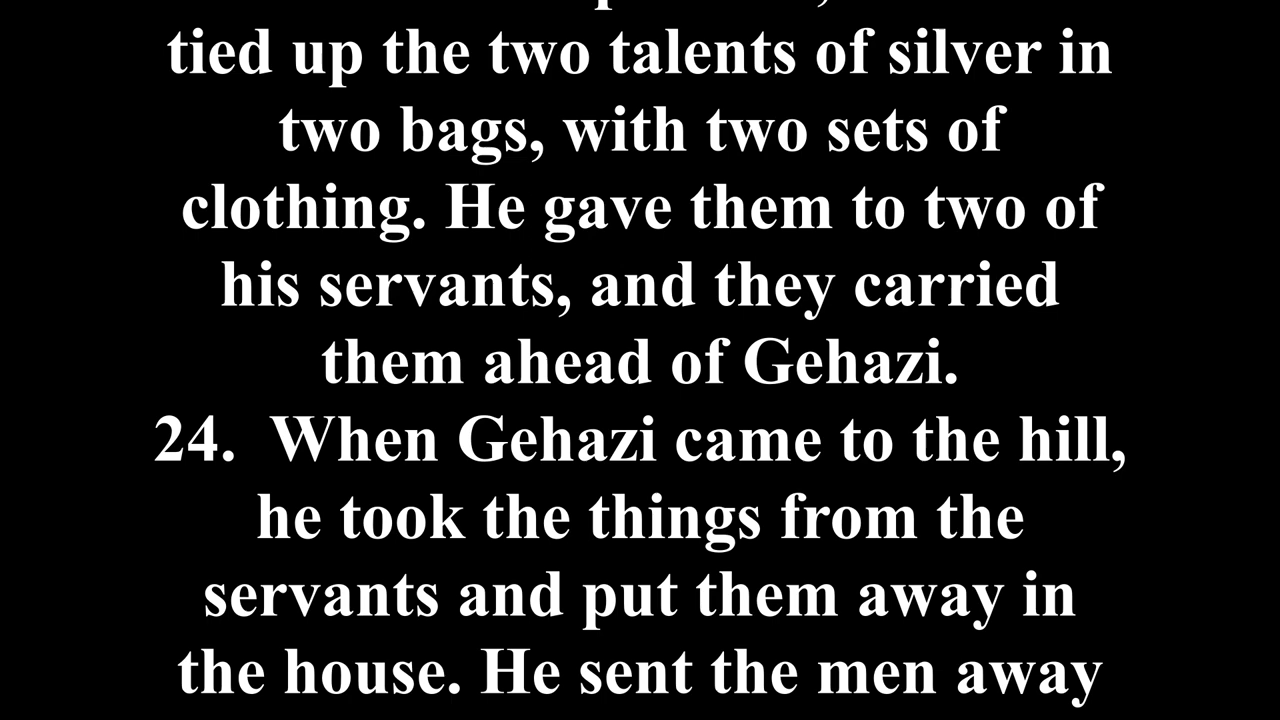 tied up the two talents of silver in
two bags, with two sets of
clothing. He gave them to two of
his servants, and they carried
them ahead of Gehazi.
24.  When Gehazi came to the hill,
he took the things from the
servants and put them away in
the house. He sent the men away